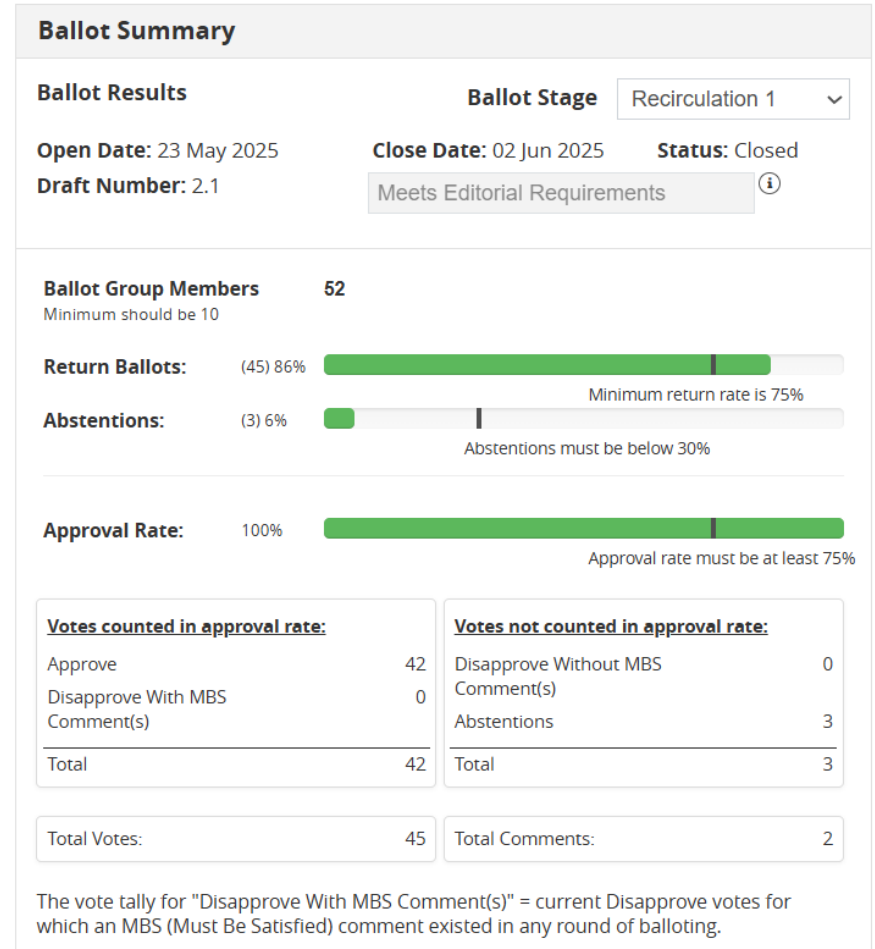 Ballot Summary
Ballot Results
Ballot Stage Recirculation 1
Open Date: 23 May 2025 Close Date: 02 Jun 2025 Status: Closed
Draft Number: 2.1 Meets Editorial Requirements i
Ballot Group Members 52
Minimum should be 10
Return Ballots: (45) 86%
Minimum return rate is 75%
Abstentions: (3) 6%
Abstentions must be below 30%
Approval Rate: 100%
Approval rate must be at least 75%
Votes counted in approval rate:
Approve 42
Disapprove With MBS 0
Comment(s)
Total 42
Votes not counted in approval rate:
Disapprove Without MBS 0
Comment(s)
Abstentions 3
Total 3
Total Votes: 45
Total Comments: 2
The vote tally for "Disapprove With MBS Comment(s)" = current Disapprove votes for
which an MBS (Must Be Satisfied) comment existed in any round of balloting.